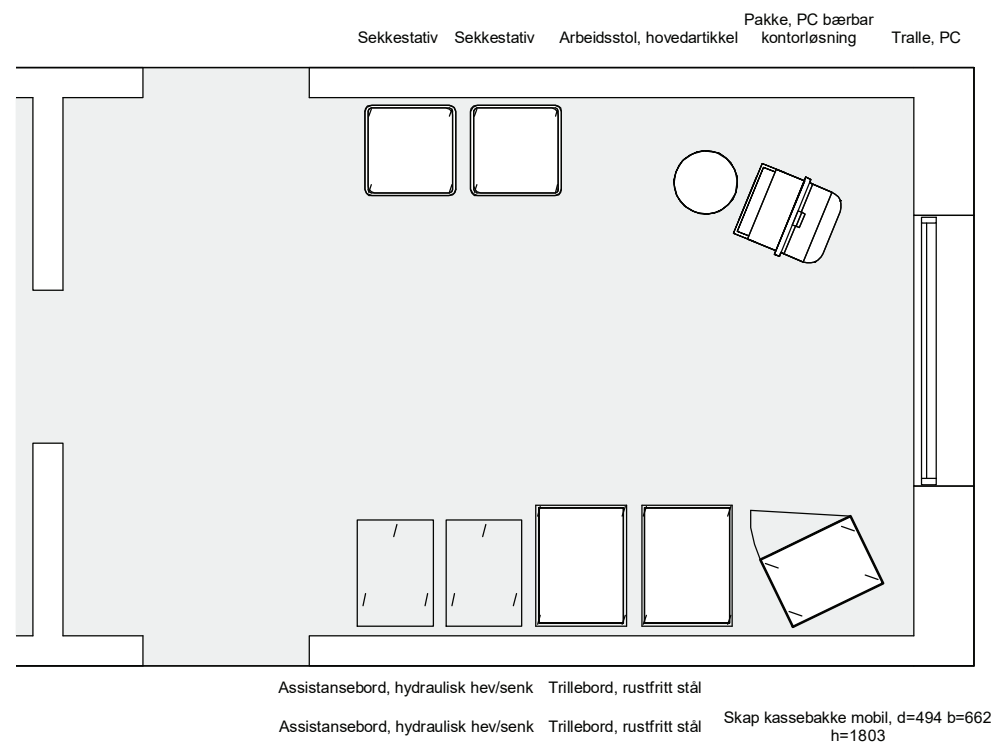 Sekkestativ Sekkestativ Arbeidsstol, hovedartikkel Pakke, PC bærbar
kontorløsning Tralle, PC
Assistansebord, hydraulisk hev/senk Trillebord, rustfritt stål
Assistansebord, hydraulisk hev/senk Trillebord, rustfritt stål Skap kassebakke mobil, d=494 b=662
h=1803